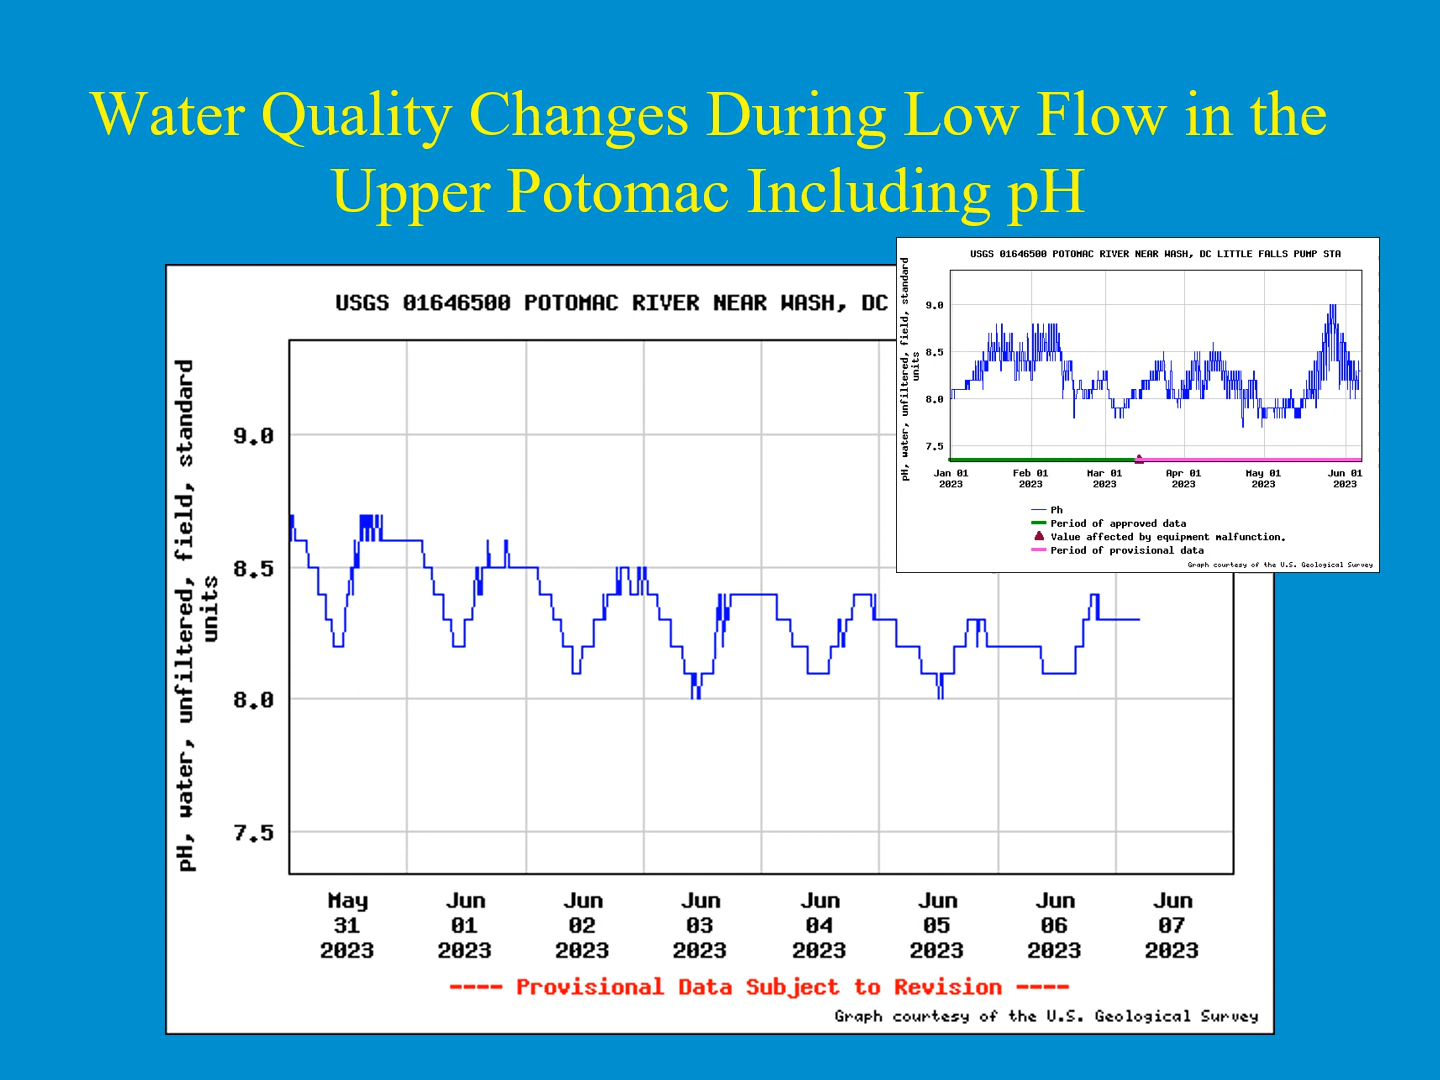 Water Quality Changes During Low Flow in the
Upper Potomac Including pH
USGS 01646500 POTOMAC RIVER NEAR WASH, DC
pH, water, unfiltered, field, standard
units
9.0
8.5
8.0
7.5
May 31 2023
Jun 01 2023
Jun 02 2023
Jun 03 2023
Jun 04 2023
Jun 05 2023
Jun 06 2023
Jun 07 2023
---- Provisional Data Subject to Revision ----
Graph courtesy of the U.S. Geological Survey
USGS 01646500 POTOMAC RIVER NEAR WASH, DC LITTLE FALLS PUMP STA
pH, water, unfiltered, field, standard
units
9.0
8.5
8.0
7.5
Jan 01 2023
Feb 01 2023
Mar 01 2023
Apr 01 2023
May 01 2023
Jun 01 2023
Ph
Period of approved data
Value affected by equipment malfunction.
Period of provisional data
Graph courtesy of the U.S. Geological Survey